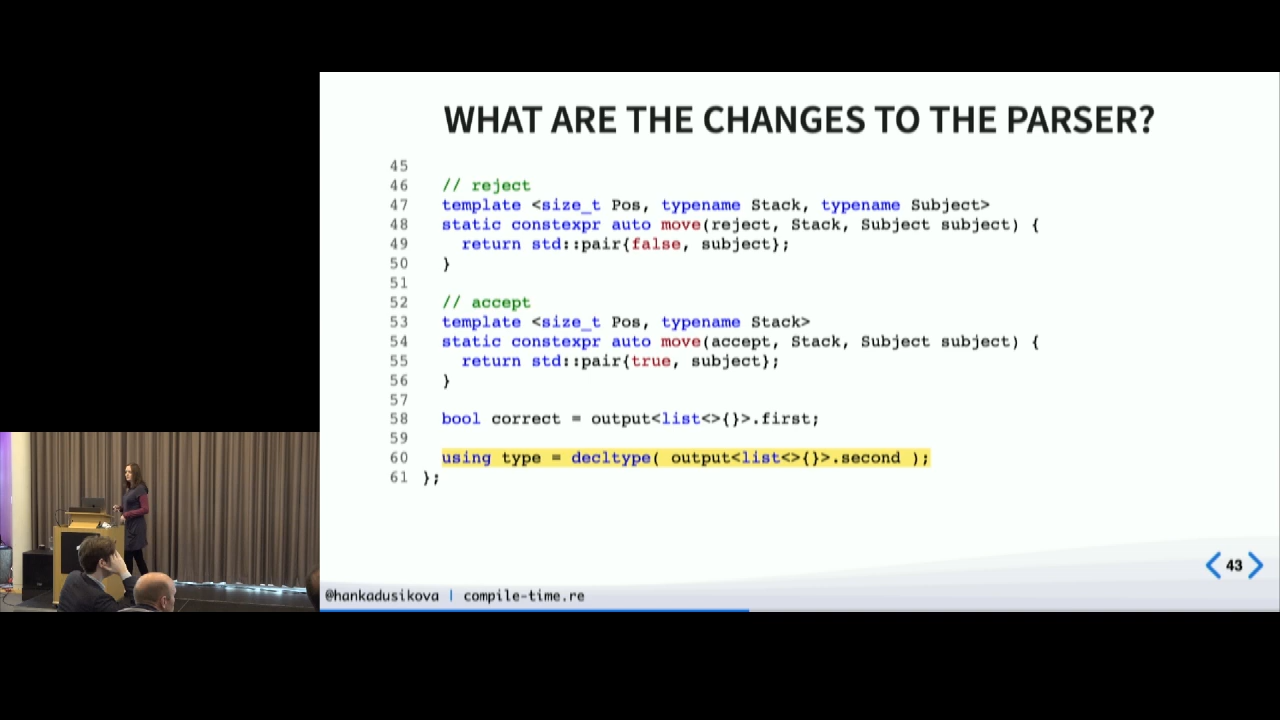 WHAT ARE THE CHANGES TO THE PARSER?
45
46 // reject
47 template <size_t Pos, typename Stack, typename Subject>
48 static constexpr auto move(reject, Stack, Subject subject) {
49 return std::pair{false, subject};
50 }
51
52 // accept
53 template <size_t Pos, typename Stack>
54 static constexpr auto move(accept, Stack, Subject subject) {
55 return std::pair{true, subject};
56 }
57
58 bool correct = output<list<>{}>.first;
59
60 using type = decltype( output<list<>{}>.second );
61 };
43
@hankadusikova | compile-time.re